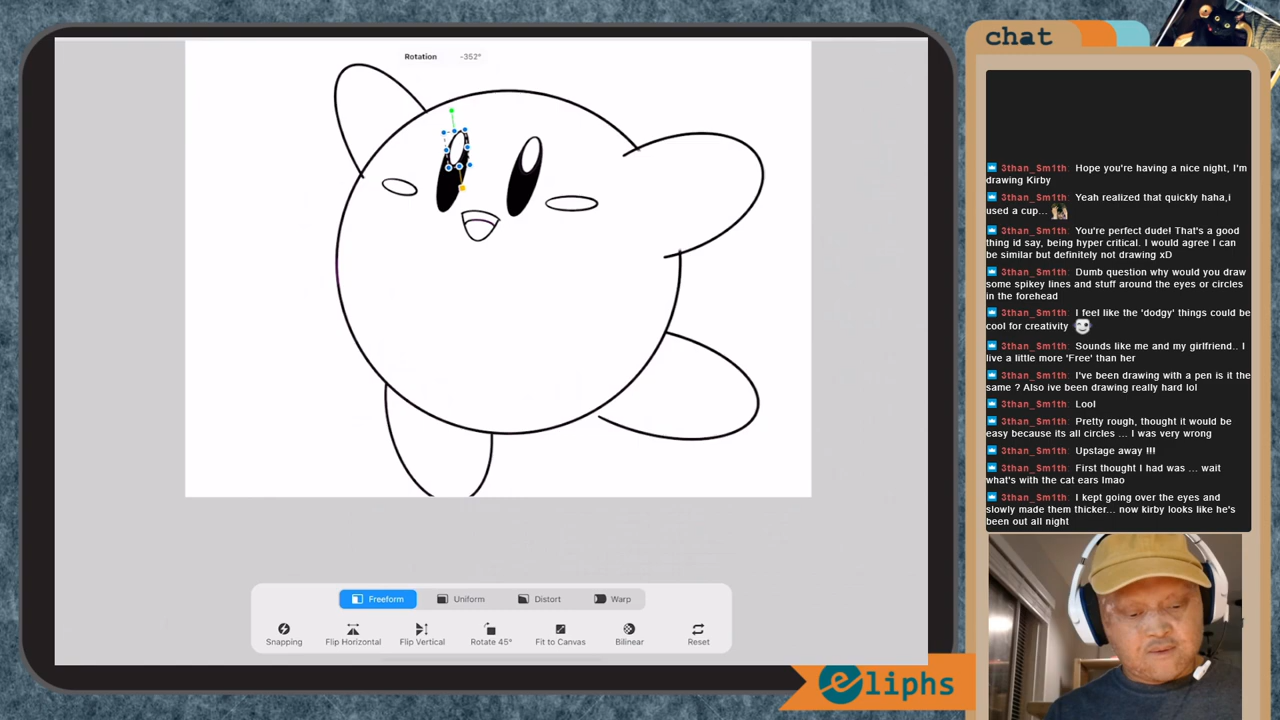 Rotation -352°
chat
3than_Sm1th: Hope you're having a nice night, I'm
drawing Kirby
3than_Sm1th: Yeah realized that quickly haha,i
used a cup...
3than_Sm1th: You're perfect dude! That's a good
thing id say, being hyper critical. I would agree I can
be similar but definitely not drawing xD
3than_Sm1th: Dumb question why would you draw
some spikey lines and stuff around the eyes or circles
in the forehead
3than_Sm1th: I feel like the 'dodgy' things could be
cool for creativity
3than_Sm1th: Sounds like me and my girlfriend.. I
live a little more 'Free' than her
3than_Sm1th: I've been drawing with a pen is it the
same ? Also ive been drawing really hard lol
3than_Sm1th: Lool
3than_Sm1th: Pretty rough, thought it would be
easy because its all circles ... I was very wrong
3than_Sm1th: Upstage away !!!
3than_Sm1th: First thought I had was ... wait
what's with the cat ears lmao
3than_Sm1th: I kept going over the eyes and
slowly made them thicker... now kirby looks like he's
been out all night
Freeform Uniform Distort Warp
Snapping Flip Horizontal Flip Vertical Rotate 45° Fit to Canvas Bilinear Reset
eliphs